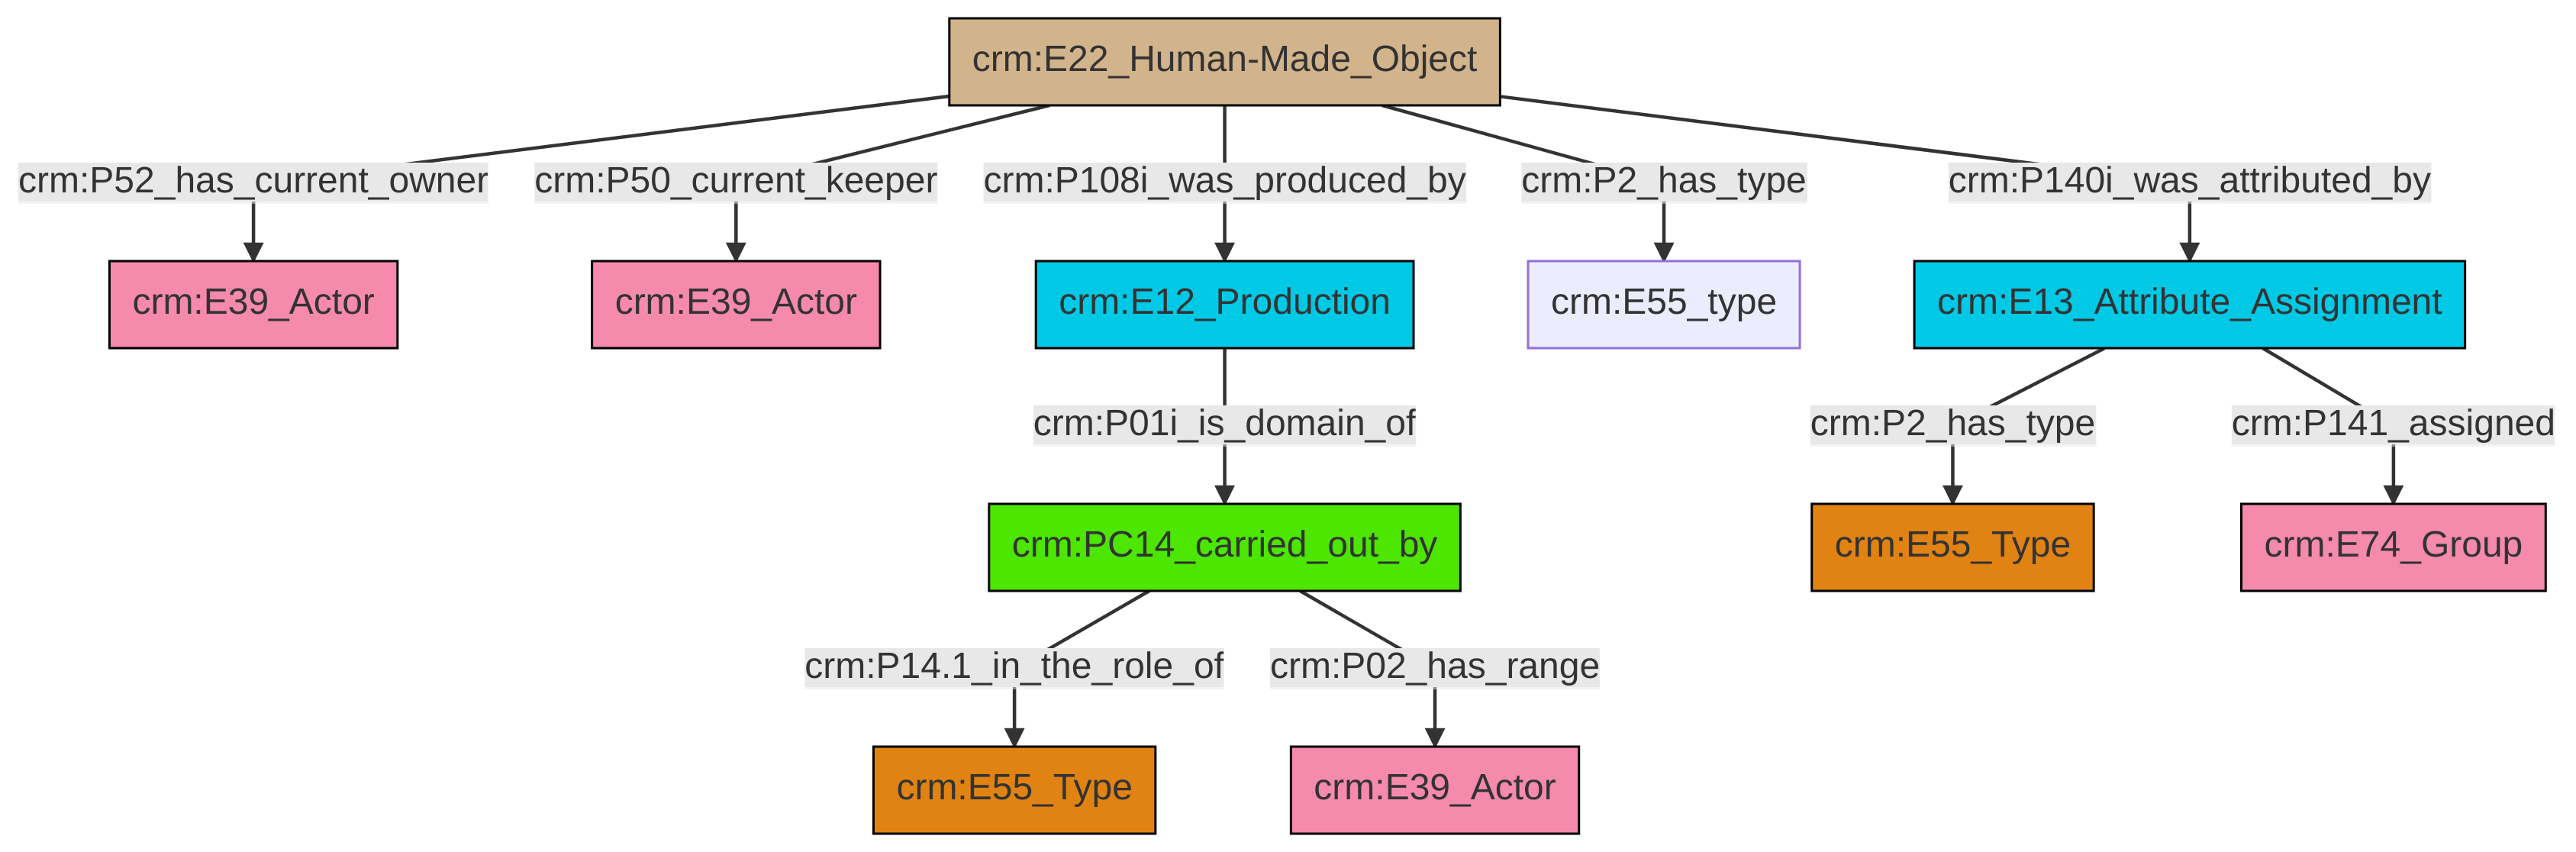 crm:E22_Human-Made_Object
crm:P52_has_current_owner
crm:P50_current_keeper
crm:P108i_was_produced_by
crm:P2_has_type
crm:P140i_was_attributed_by
crm:E39_Actor
crm:E39_Actor
crm:E12_Production
crm:E55_type
crm:E13_Attribute_Assignment
crm:P01i_is_domain_of
crm:P2_has_type
crm:P141_assigned
crm:PC14_carried_out_by
crm:E55_Type
crm:E74_Group
crm:P14.1_in_the_role_of
crm:P02_has_range
crm:E55_Type
crm:E39_Actor